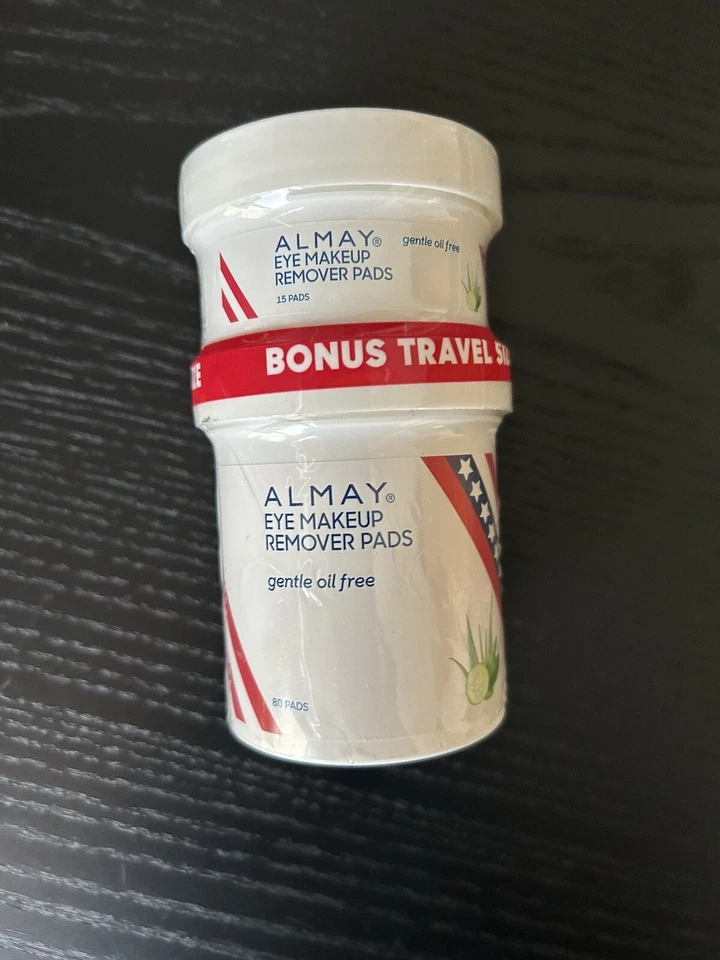 ALMAY®
gentle oil free
EYE MAKEUP
REMOVER PADS
15 PADS
BONUS TRAVEL
ALMAY®
EYE MAKEUP
REMOVER PADS
gentle oil free
80 PADS